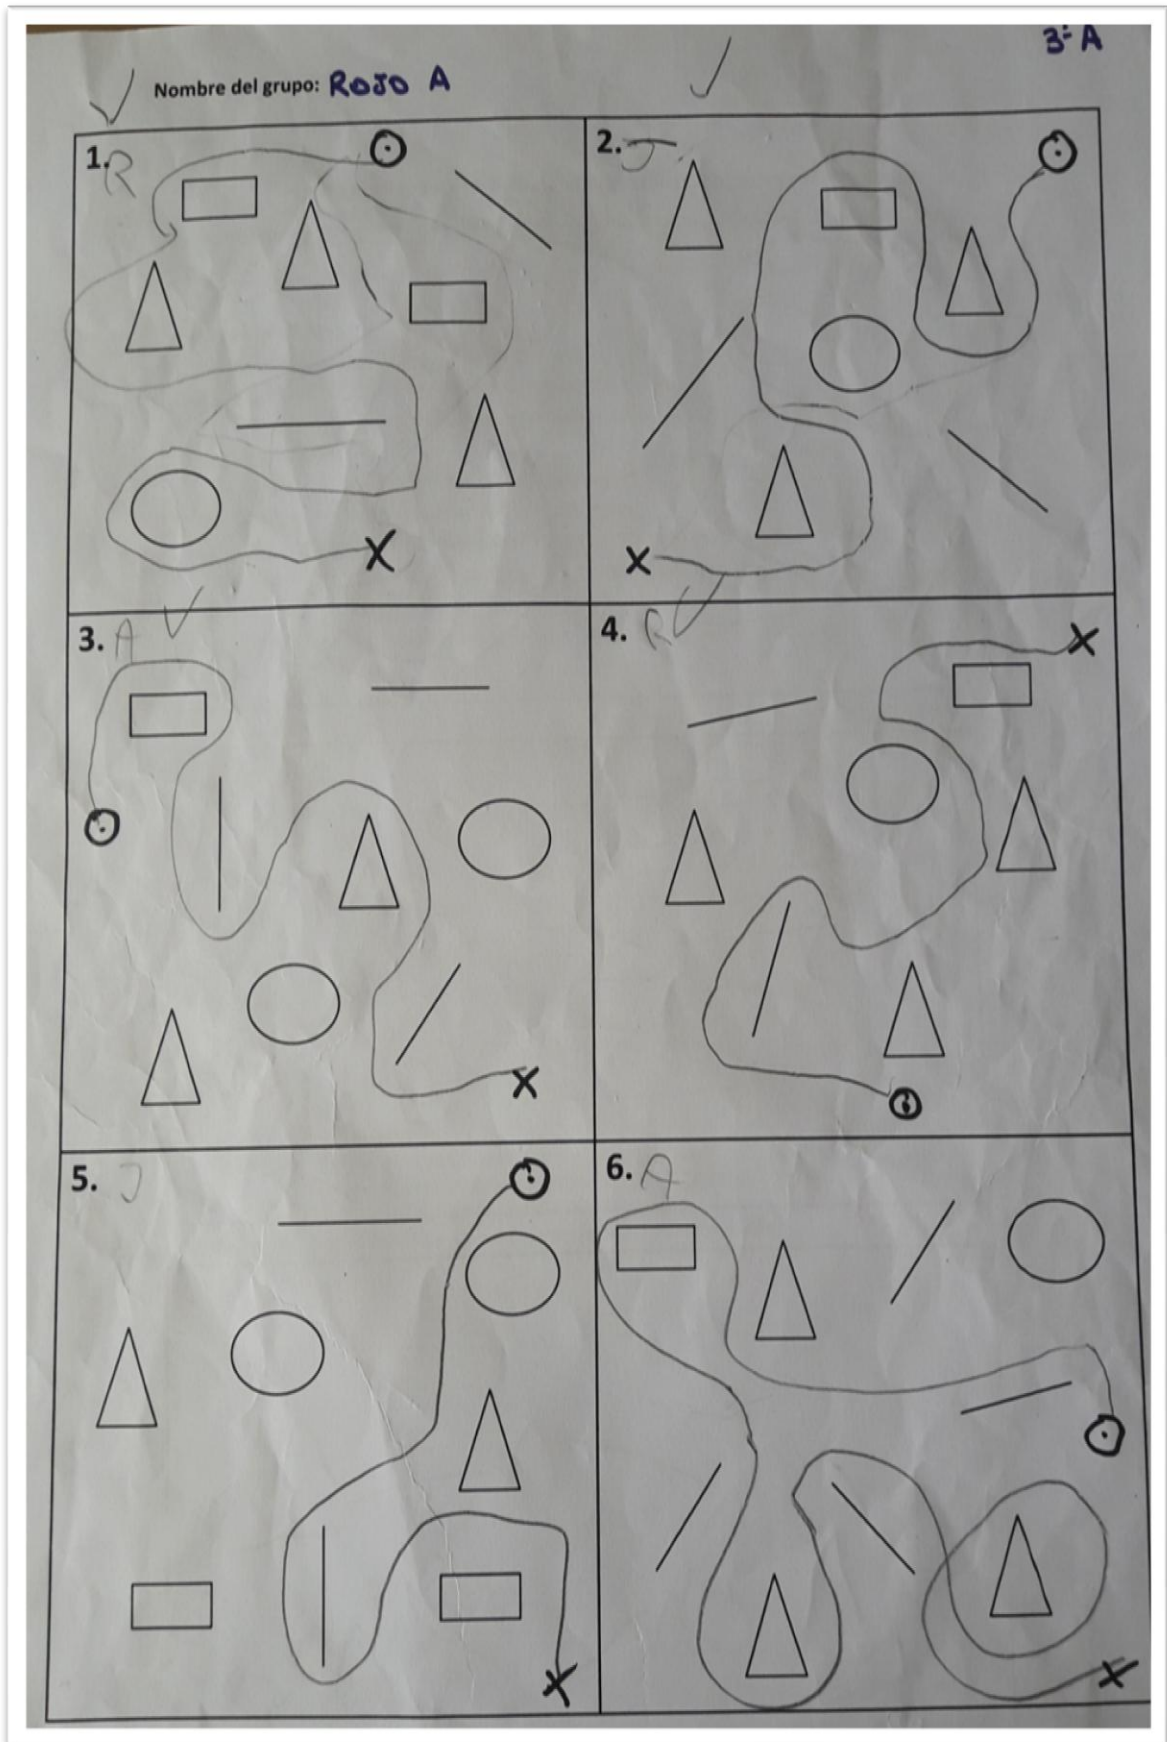 3º A
Nombre del grupo: ROJO A
1. R
2. J
3. A
4. R
5. J
6. A